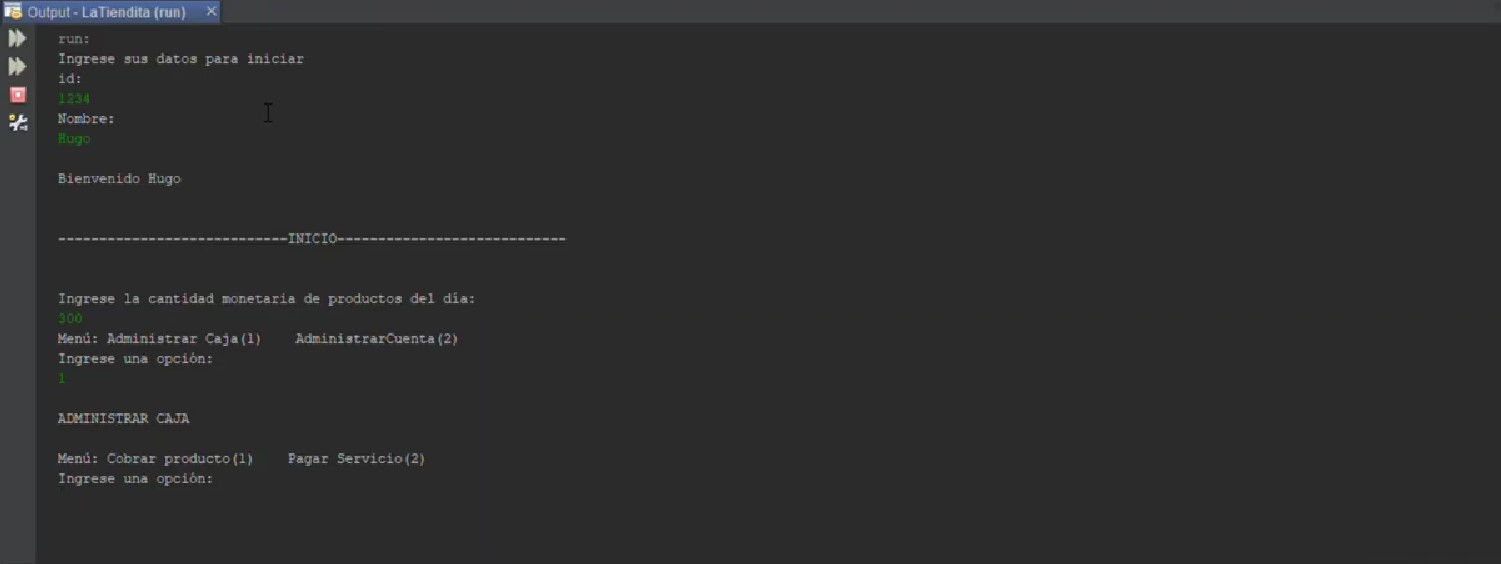 Output - LaTiendita (run)
run:
Ingrese sus datos para iniciar
id:
1234
Nombre:
Hugo
Bienvenido Hugo
----------------------------INICIO----------------------------
Ingrese la cantidad monetaria de productos del día:
300
Menú: Administrar Caja(1)    AdministrarCuenta(2)
Ingrese una opción:
1
ADMINISTRAR CAJA
Menú: Cobrar producto(1)    Pagar Servicio(2)
Ingrese una opción: